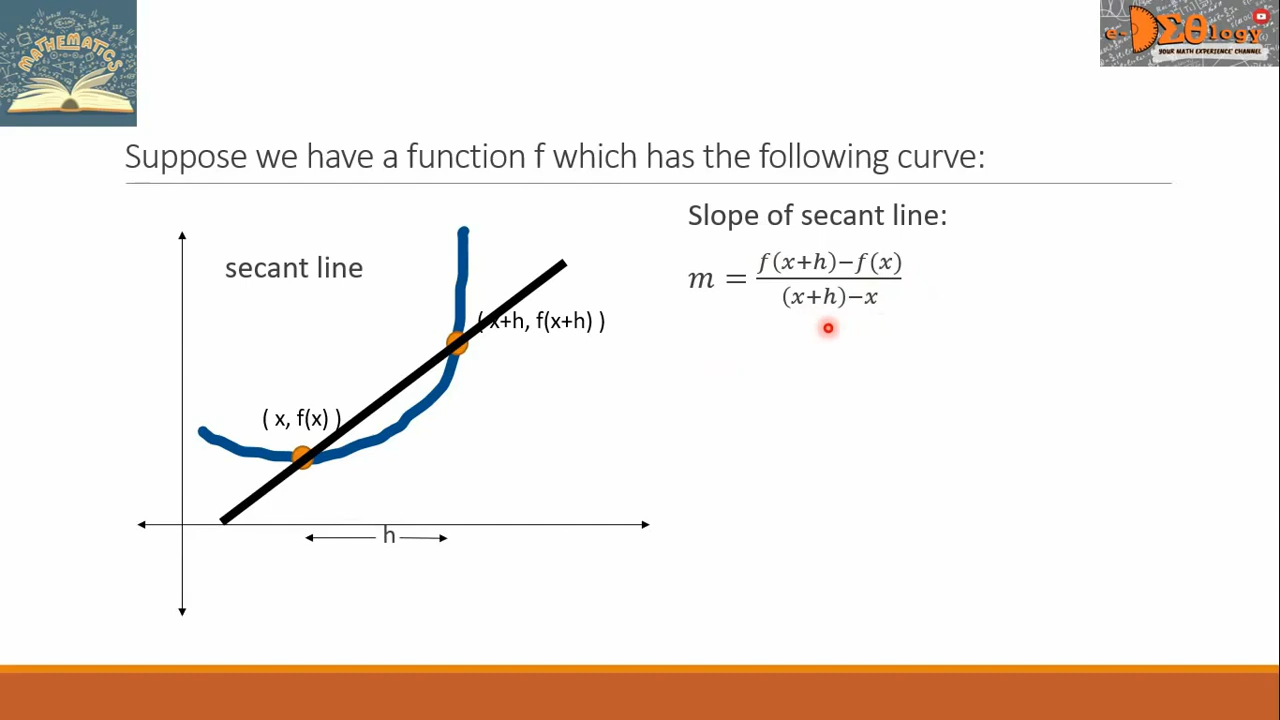 MATHEMATICS
e-DΣθlogy
YOUR MATH EXPERIENCE CHANNEL
Suppose we have a function f which has the following curve:
Slope of secant line:
m = f(x+h)−f(x) / (x+h)−x
secant line
( x+h, f(x+h) )
( x, f(x) )
h